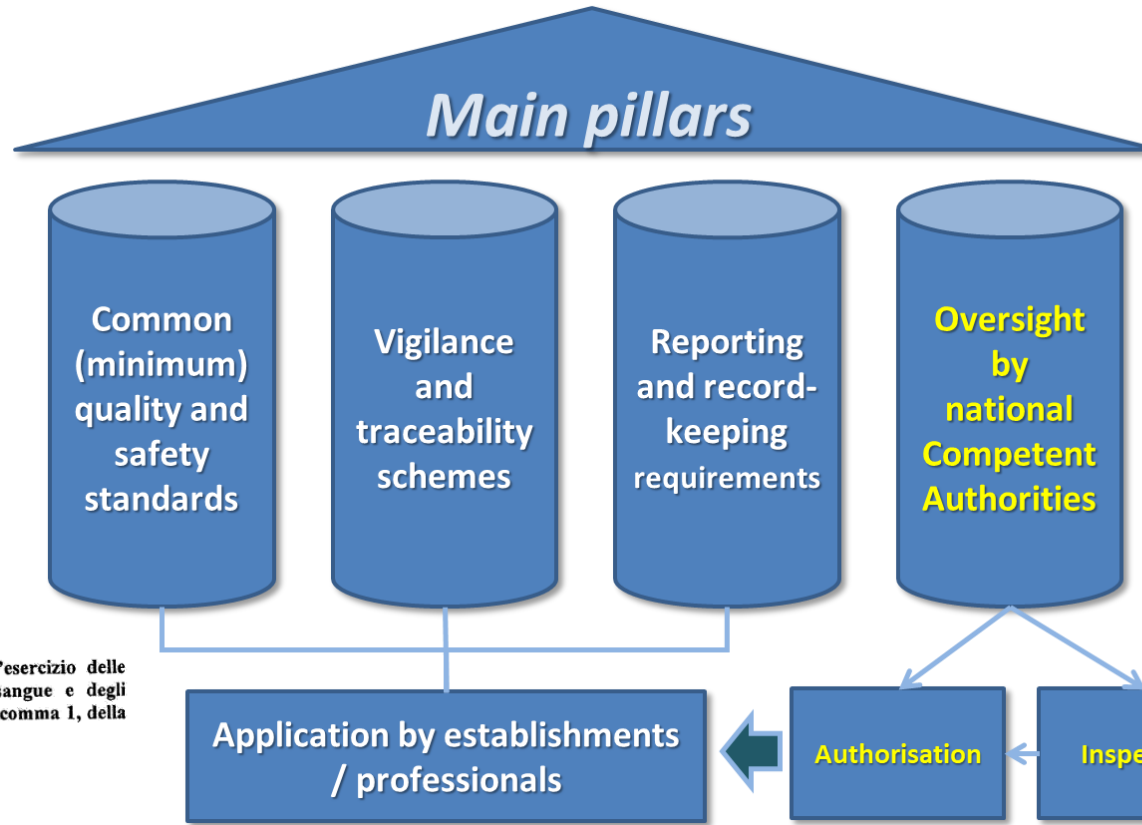 Main pillars
Common
(minimum)
quality and
safety
standards
Vigilance
and
traceability
schemes
Reporting
and record-
keeping
requirements
Oversight
by
national
Competent
Authorities
'esercizio delle
sangue e degli
comma 1, della
Application by establishments
/ professionals
Authorisation
Inspe